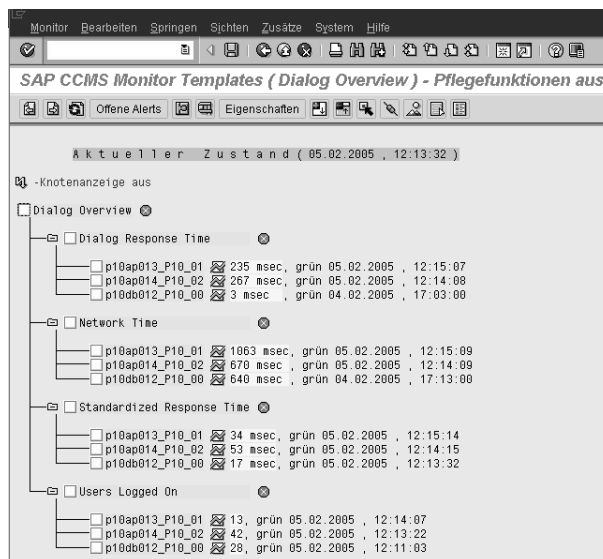 Monitor Bearbeiten Springen Sichten Zusätze System Hilfe
SAP CCMS Monitor Templates ( Dialog Overview ) - Pflegefunktionen aus
Offene Alerts Eigenschaften
Aktueller Zustand ( 05.02.2005 , 12:13:32 )
-Knotenanzeige aus
Dialog Overview
Dialog Response Time
p10ap013_P10_01 235 msec, grün 05.02.2005 , 12:15:07
p10ap014_P10_02 267 msec, grün 05.02.2005 , 12:14:08
p10db012_P10_00 3 msec , grün 04.02.2005 , 17:03:00
Network Time
p10ap013_P10_01 1063 msec, grün 05.02.2005 , 12:15:09
p10ap014_P10_02 670 msec , grün 05.02.2005 , 12:14:09
p10db012_P10_00 640 msec , grün 04.02.2005 , 17:13:00
Standardized Response Time
p10ap013_P10_01 34 msec, grün 05.02.2005 , 12:15:14
p10ap014_P10_02 53 msec, grün 05.02.2005 , 12:14:15
p10db012_P10_00 17 msec, grün 05.02.2005 , 12:13:32
Users Logged On
p10ap013_P10_01 13, grün 05.02.2005 , 12:14:07
p10ap014_P10_02 42, grün 05.02.2005 , 12:13:22
p10db012_P10_00 28, grün 05.02.2005 , 12:11:03